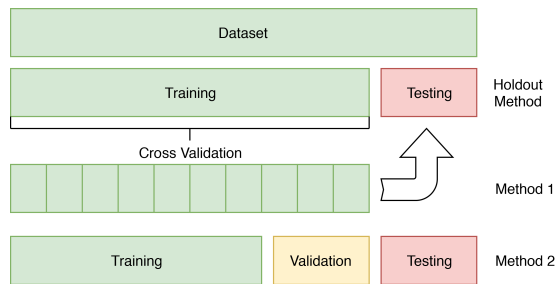 Dataset
Training
Testing
Holdout
Method
Cross Validation
Method 1
Training
Validation
Testing
Method 2